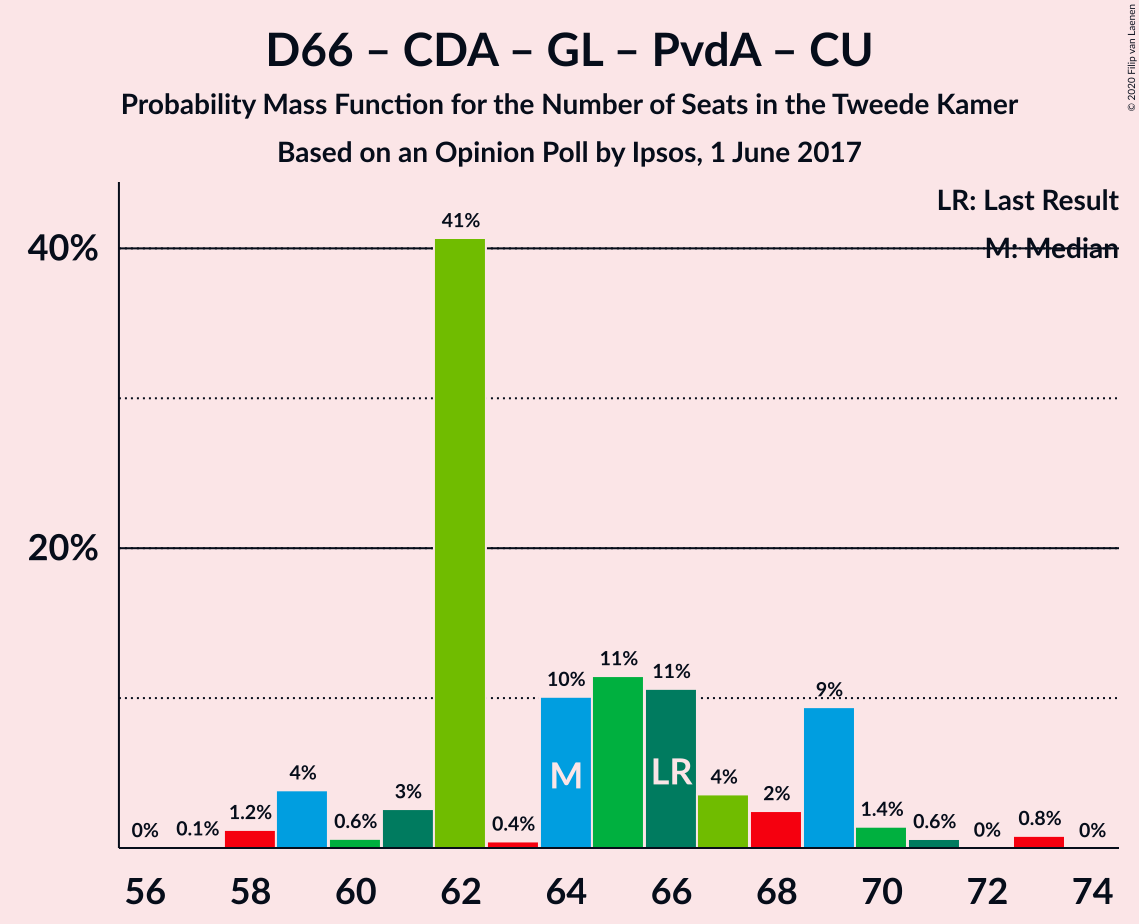 D66 – CDA – GL – PvdA – CU
Probability Mass Function for the Number of Seats in the Tweede Kamer
Based on an Opinion Poll by Ipsos, 1 June 2017
© 2020 Filip van Laenen
LR: Last Result
M: Median
40%
20%
0%
0.1%
1.2%
4%
0.6%
3%
41%
0.4%
10%
11%
11%
4%
2%
9%
1.4%
0.6%
0%
0.8%
0%
M
LR
56 58 60 62 64 66 68 70 72 74